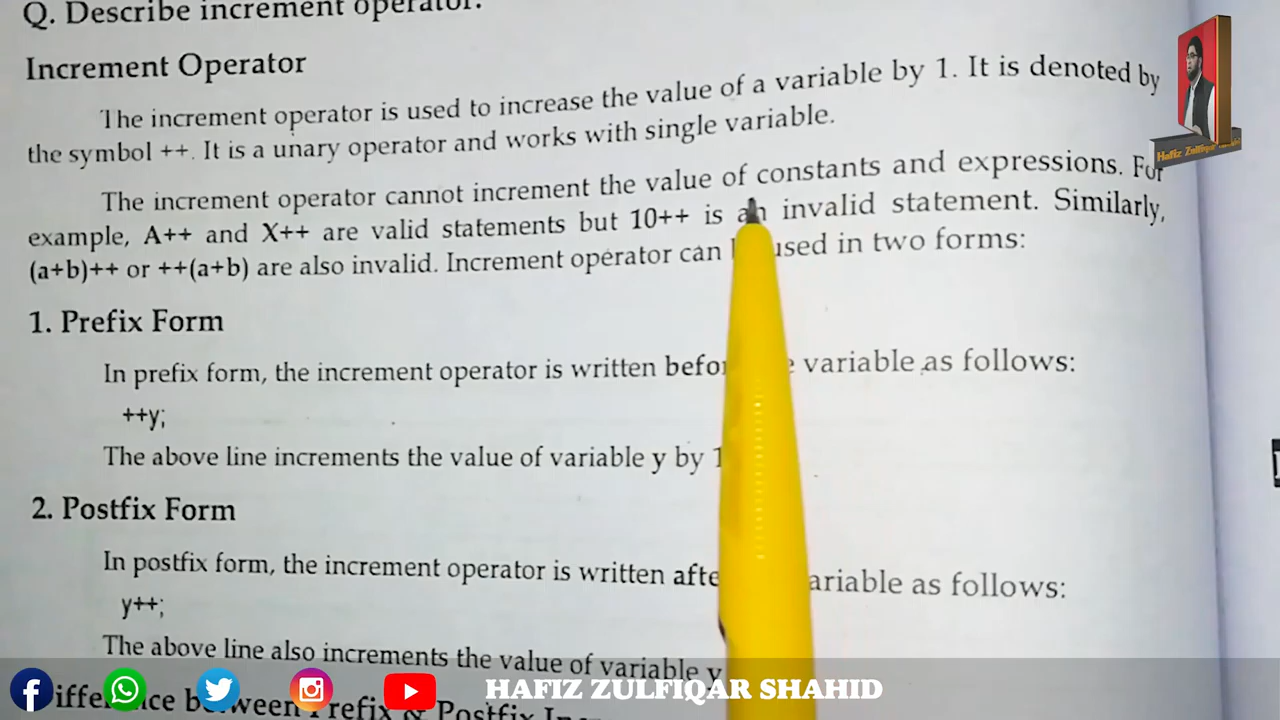 Q. Describe increment operator.
Increment Operator
The increment operator is used to increase the value of a variable by 1. It is denoted by
the symbol ++. It is a unary operator and works with single variable.
The increment operator cannot increment the value of constants and expressions. For
example, A++ and X++ are valid statements but 10++ is an invalid statement. Similarly,
(a+b)++ or ++(a+b) are also invalid. Increment operator can used in two forms:
1. Prefix Form
In prefix form, the increment operator is written variable as follows:
++y;
The above line increments the value of variable y by 1
2. Postfix Form
In postfix form, the increment operator is written as follows:
y++;
The above line also increments the value of variable y
between Prefix & Postfix
Hafiz Zulfiqar
HAFIZ ZULFIQAR SHAHID